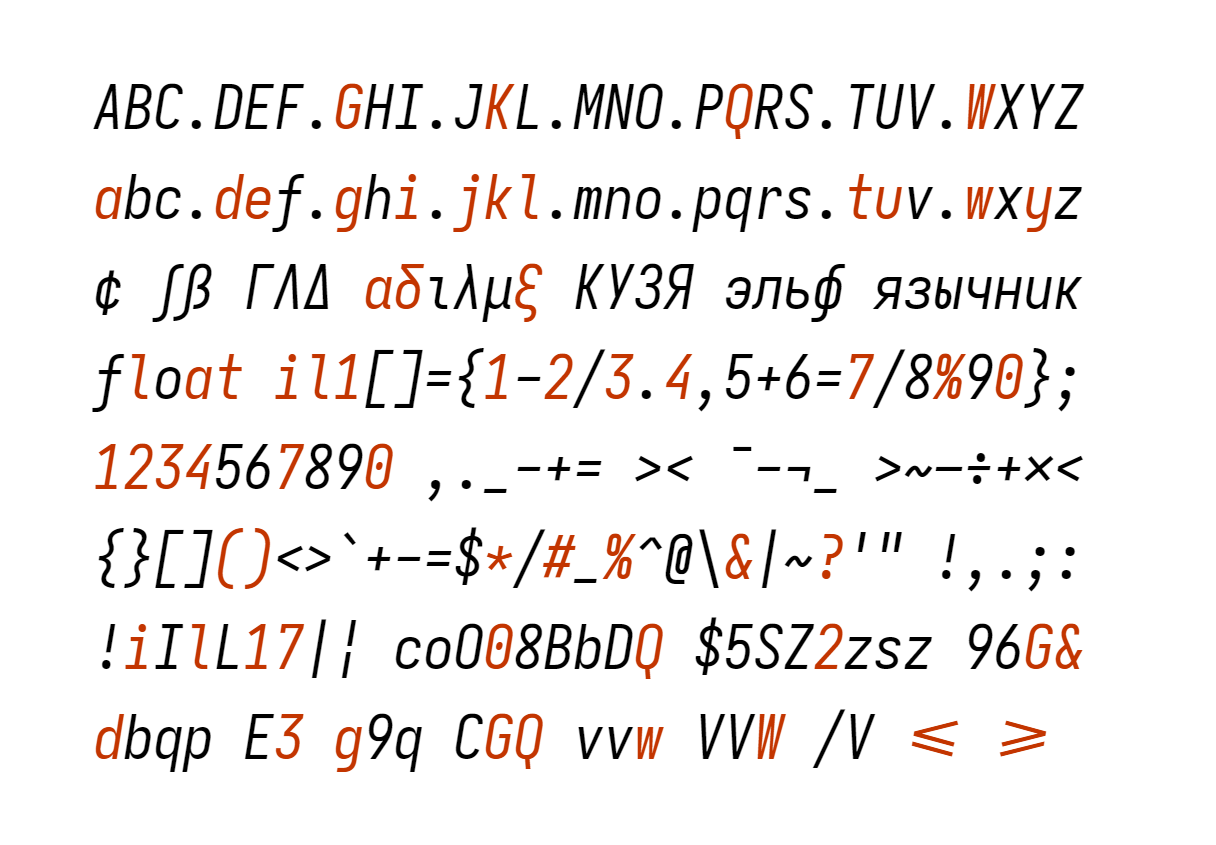 ABC.DEF.GHI.JKL.MNO.PQRS.TUV.WXYZ
abc.def.ghi.jkl.mno.pqrs.tuv.wxyz
¢ ʃβ ΓΛΔ αδιλμξ КУЗЯ эльф язычник
float il1[]={1-2/3.4,5+6=7/8%90};
1234567890 ,._-+= >< ¯-¬_ >~–÷+×<
{}[]()<>`+-=$*/#_%^@\&|~?'" !,.;:
!iIlL17|¦ coO08BbDQ $5SZ2zsz 96G&
dbqp E3 g9q CGQ vvw VVW /V ⩽ ⩾